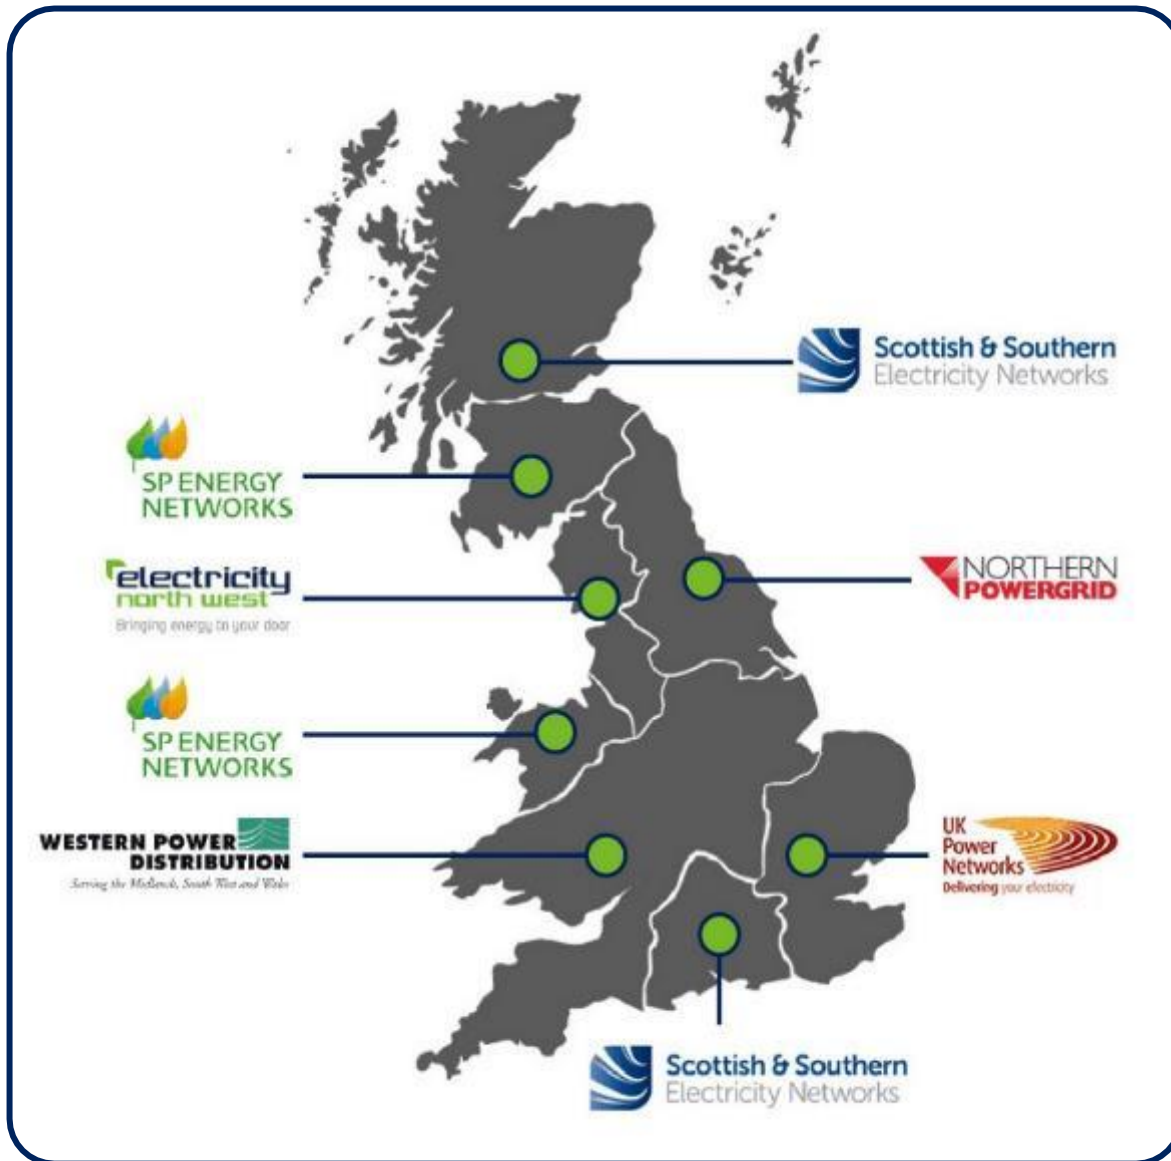 Scottish & Southern
Electricity Networks
SP ENERGY
NETWORKS
electricity
north west
Bringing energy to your door
NORTHERN
POWERGRID
SP ENERGY
NETWORKS
WESTERN POWER
DISTRIBUTION
Serving the Midlands, South West and Wales
UK
Power
Networks
Delivering your electricity
Scottish & Southern
Electricity Networks